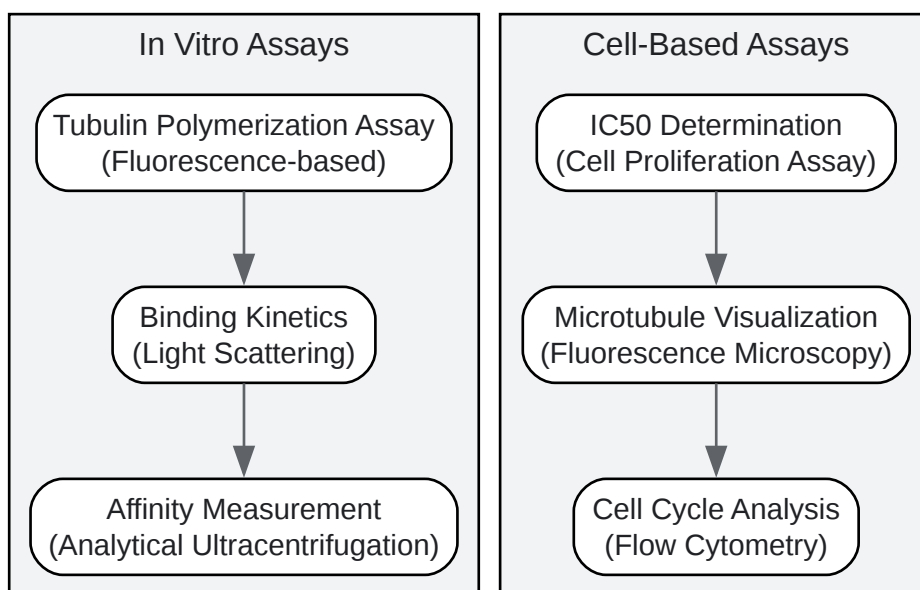 In Vitro Assays
Tubulin Polymerization Assay
(Fluorescence-based)
Binding Kinetics
(Light Scattering)
Affinity Measurement
(Analytical Ultracentrifugation)
Cell-Based Assays
IC50 Determination
(Cell Proliferation Assay)
Microtubule Visualization
(Fluorescence Microscopy)
Cell Cycle Analysis
(Flow Cytometry)